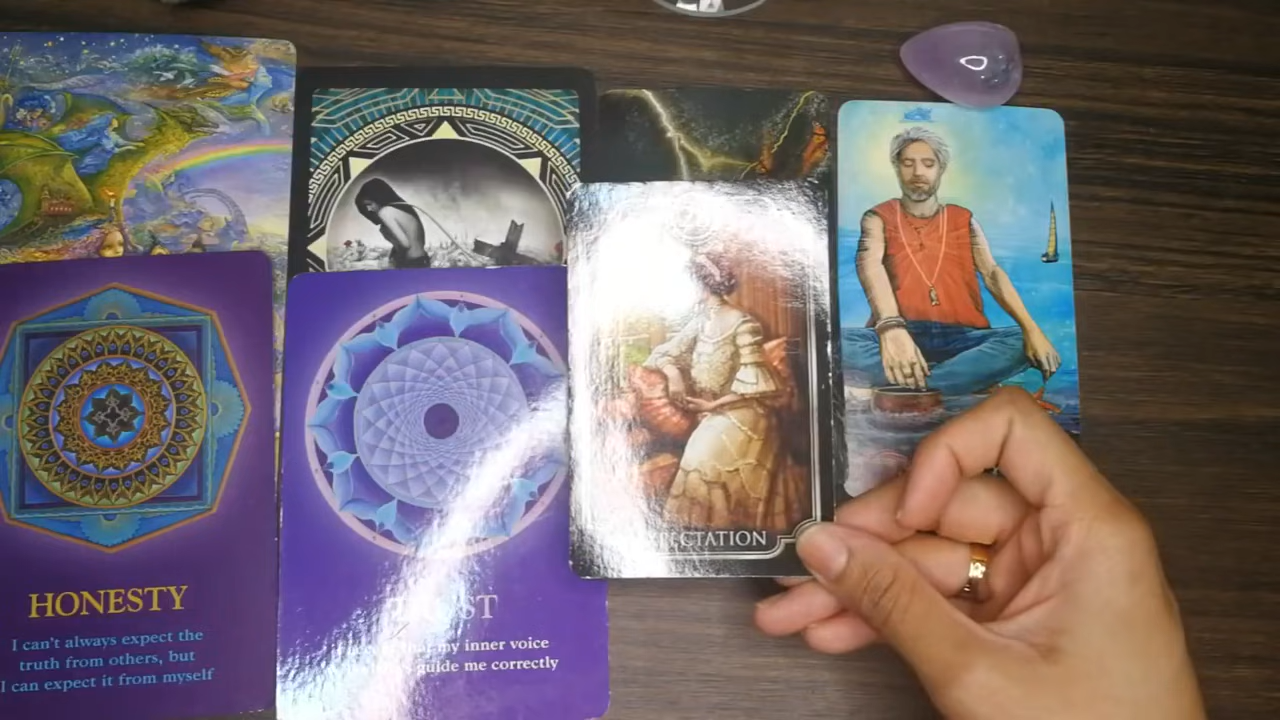 HONESTY
I can't always expect the
truth from others, but
I can expect it from myself
my inner voice
guide me correctly